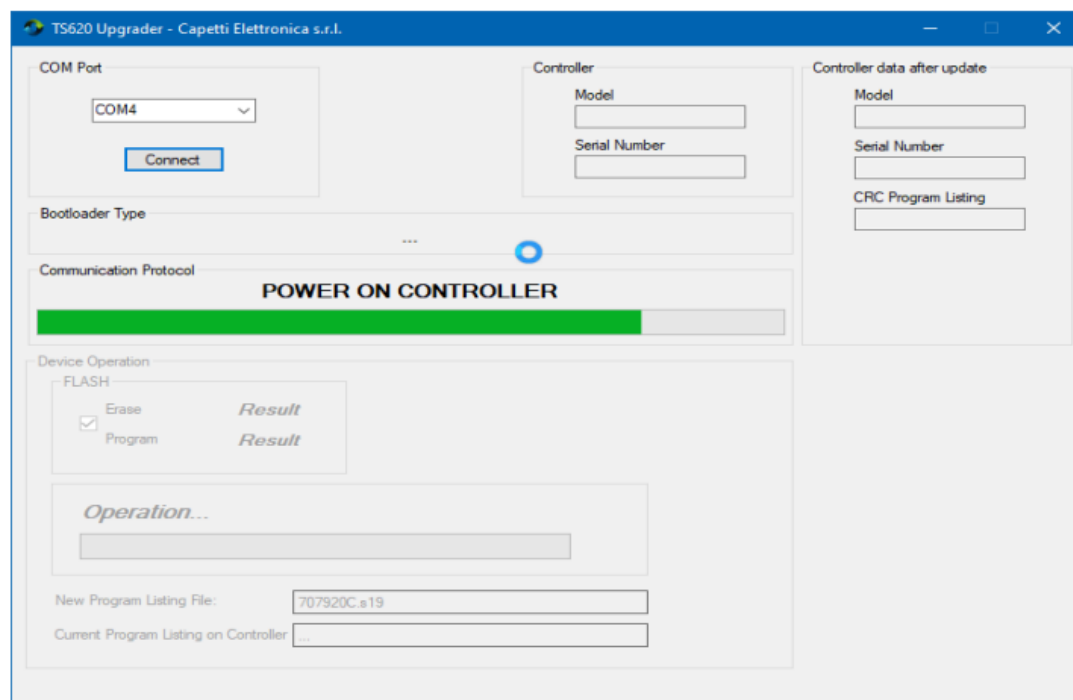 TS620 Upgrader - Capetti Elettronica s.r.l.
COM Port
COM4
Connect
Controller
Model
Serial Number
Controller data after update
Model
Serial Number
CRC Program Listing
Bootloader Type
---
Communication Protocol
POWER ON CONTROLLER
Device Operation
FLASH
Erase Result
Program Result
Operation...
New Program Listing File: 707920C.s19
Current Program Listing on Controller ...